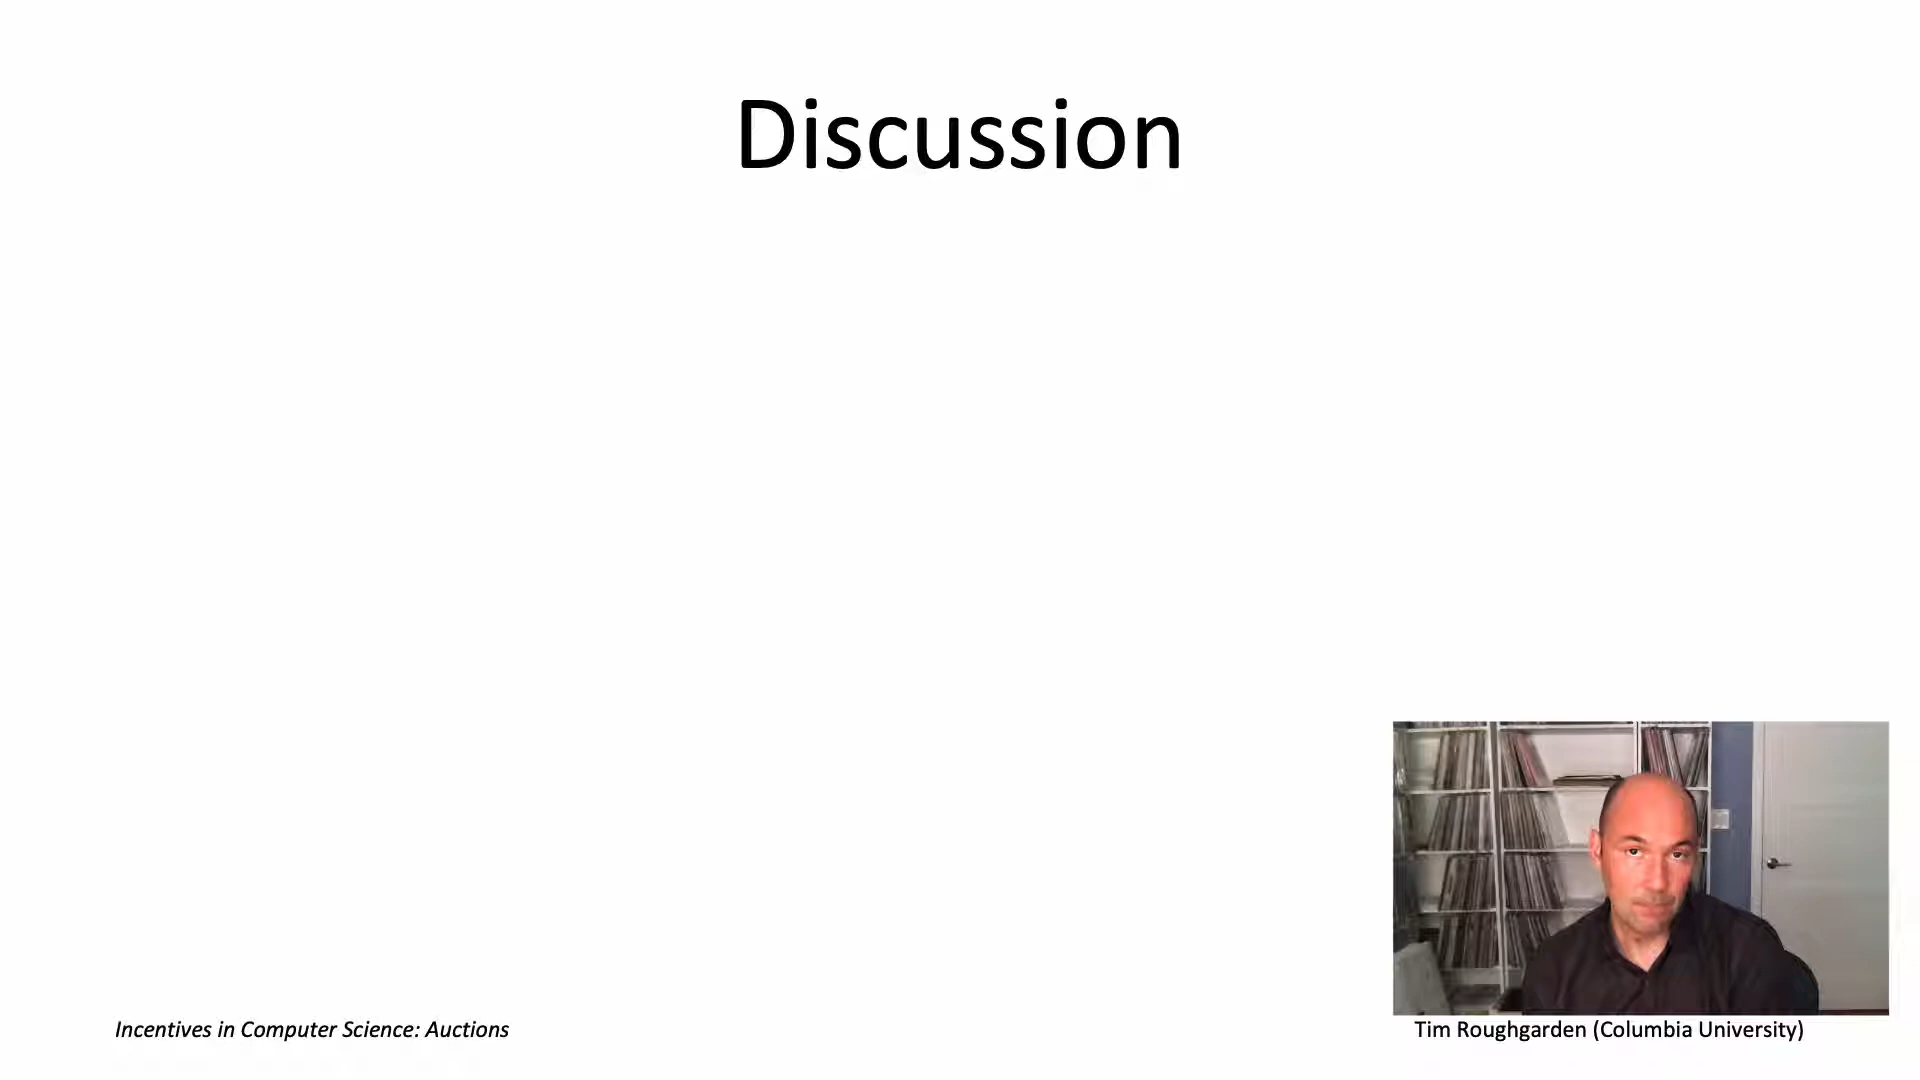 Discussion
Incentives in Computer Science: Auctions
Tim Roughgarden (Columbia University)